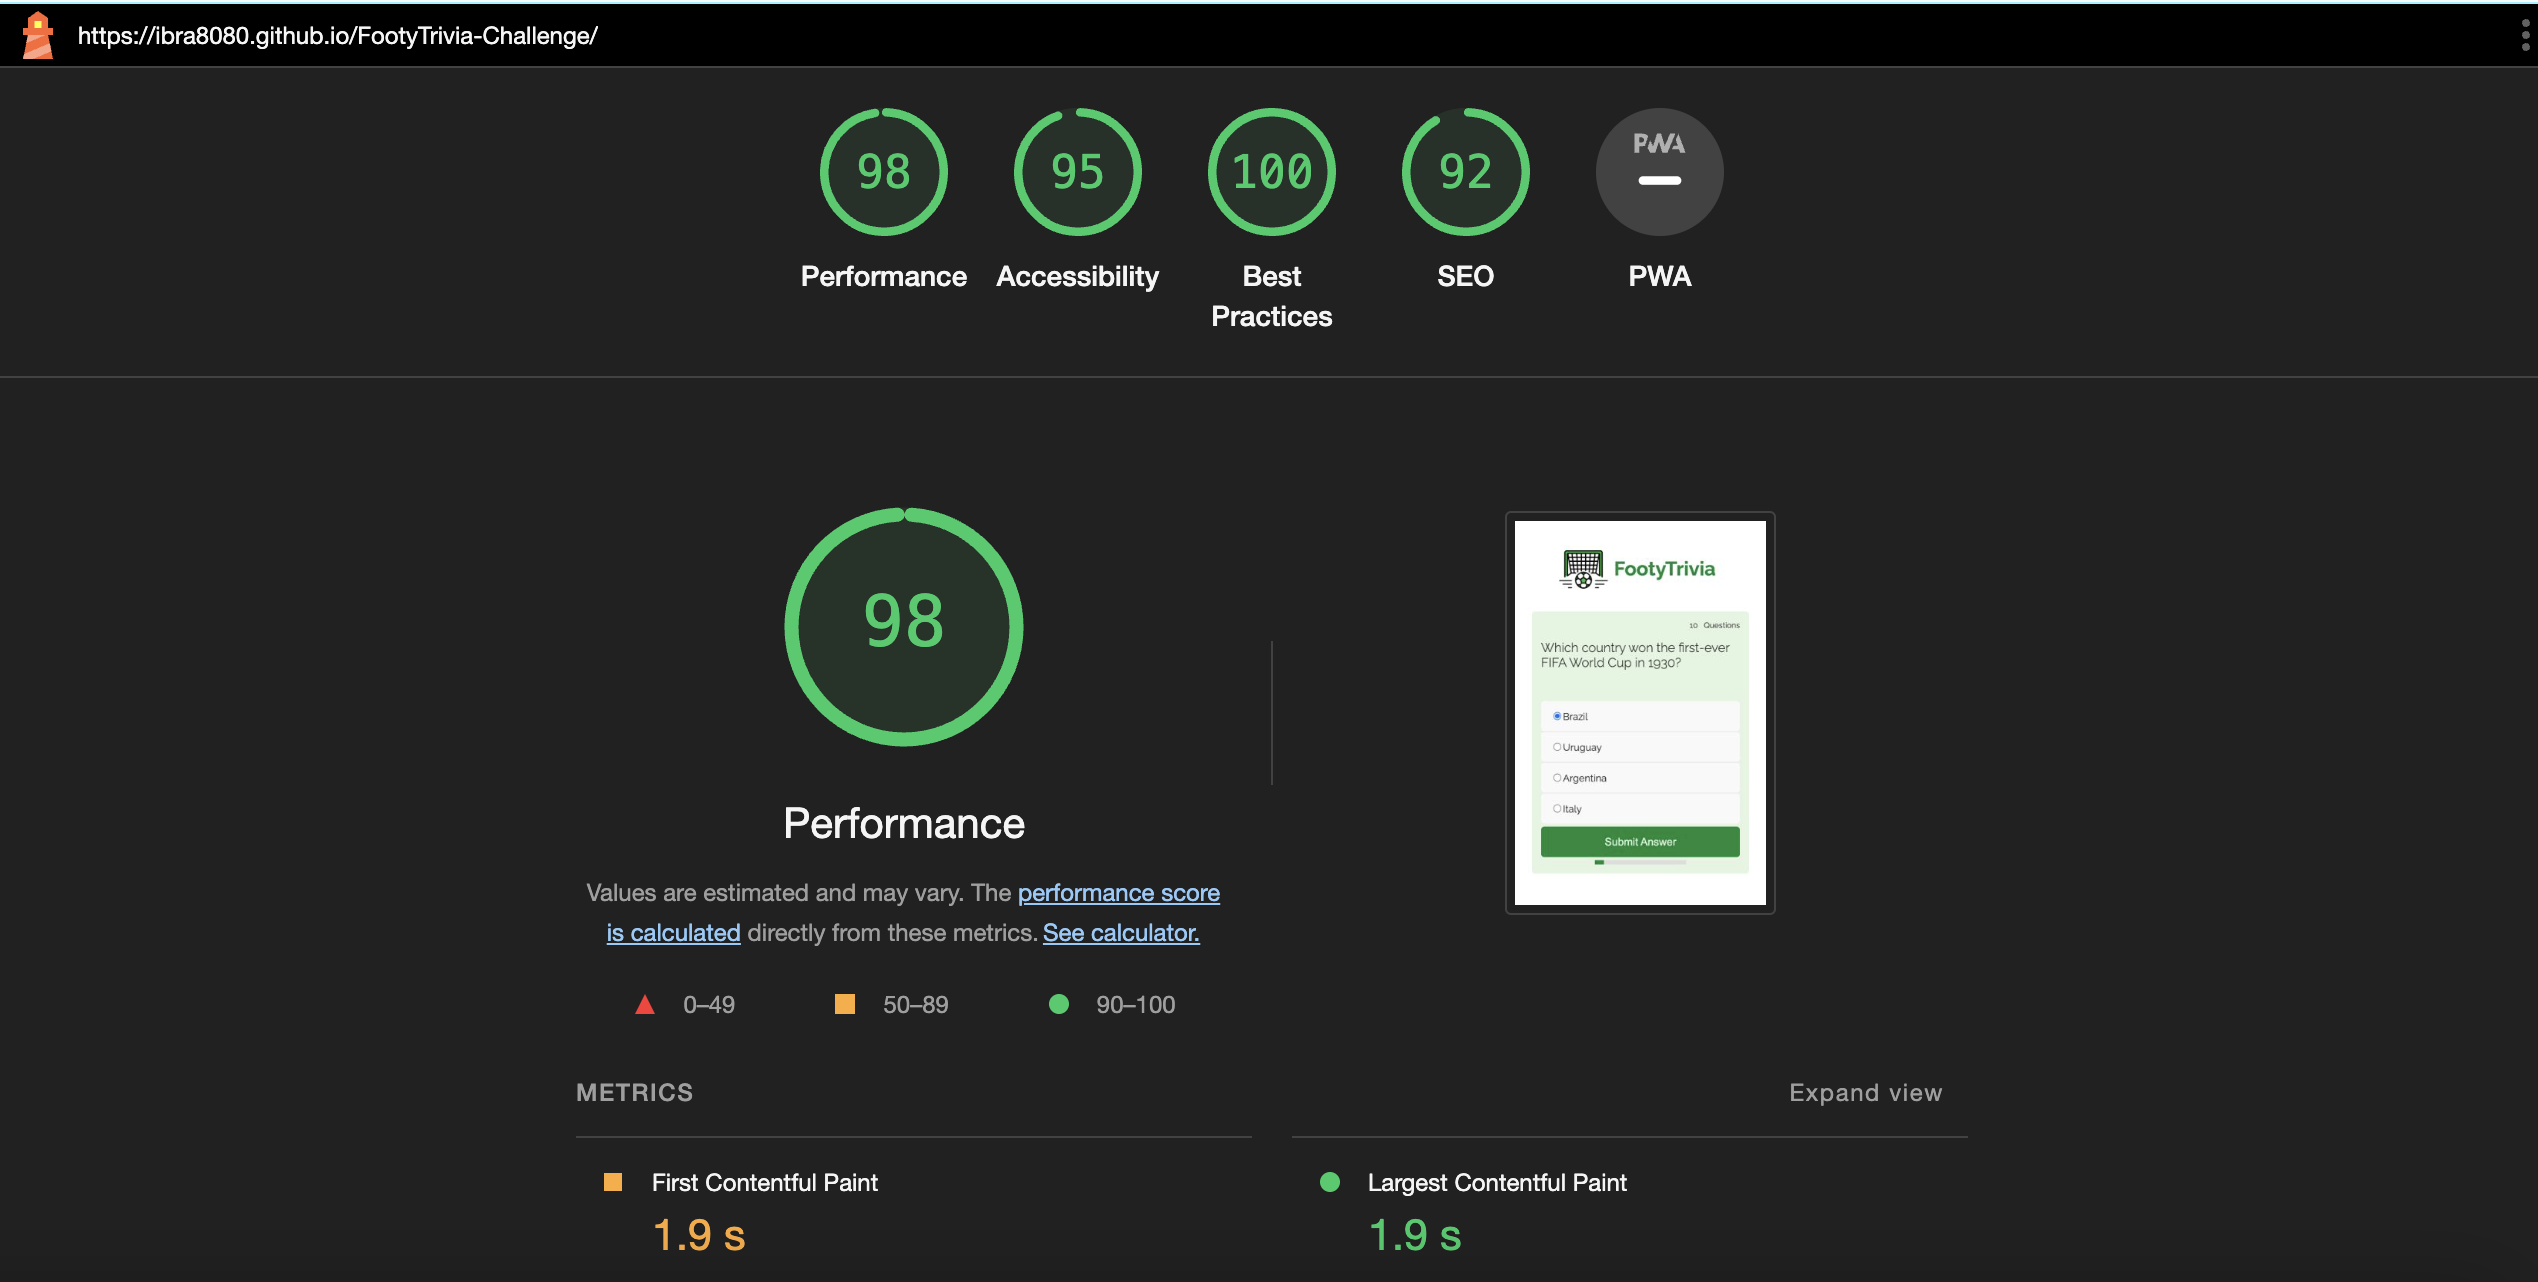 https://ibra8080.github.io/FootyTrivia-Challenge/
98
95
100
92
PWA
Performance
Accessibility
Best
Practices
SEO
PWA
98
Performance
Values are estimated and may vary. The performance score
is calculated directly from these metrics. See calculator.
0–49
50–89
90–100
FootyTrivia
10 Questions
Which country won the first-ever
FIFA World Cup in 1930?
Brazil
Uruguay
Argentina
Italy
Submit Answer
METRICS
Expand view
First Contentful Paint
1.9 s
Largest Contentful Paint
1.9 s